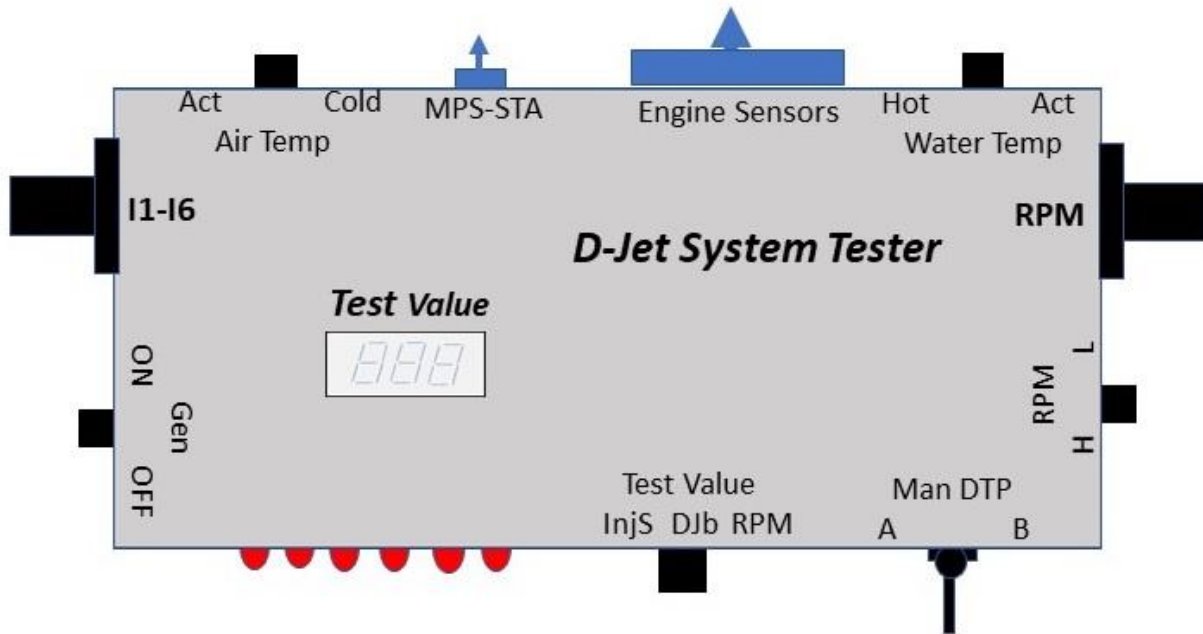 Act Cold MPS-STA Engine Sensors Hot Act
Air Temp Water Temp
I1-I6 RPM
D-Jet System Tester
Test Value
888
ON
Gen
OFF
L
RPM
H
Test Value
InjS DJb RPM
Man DTP
A B